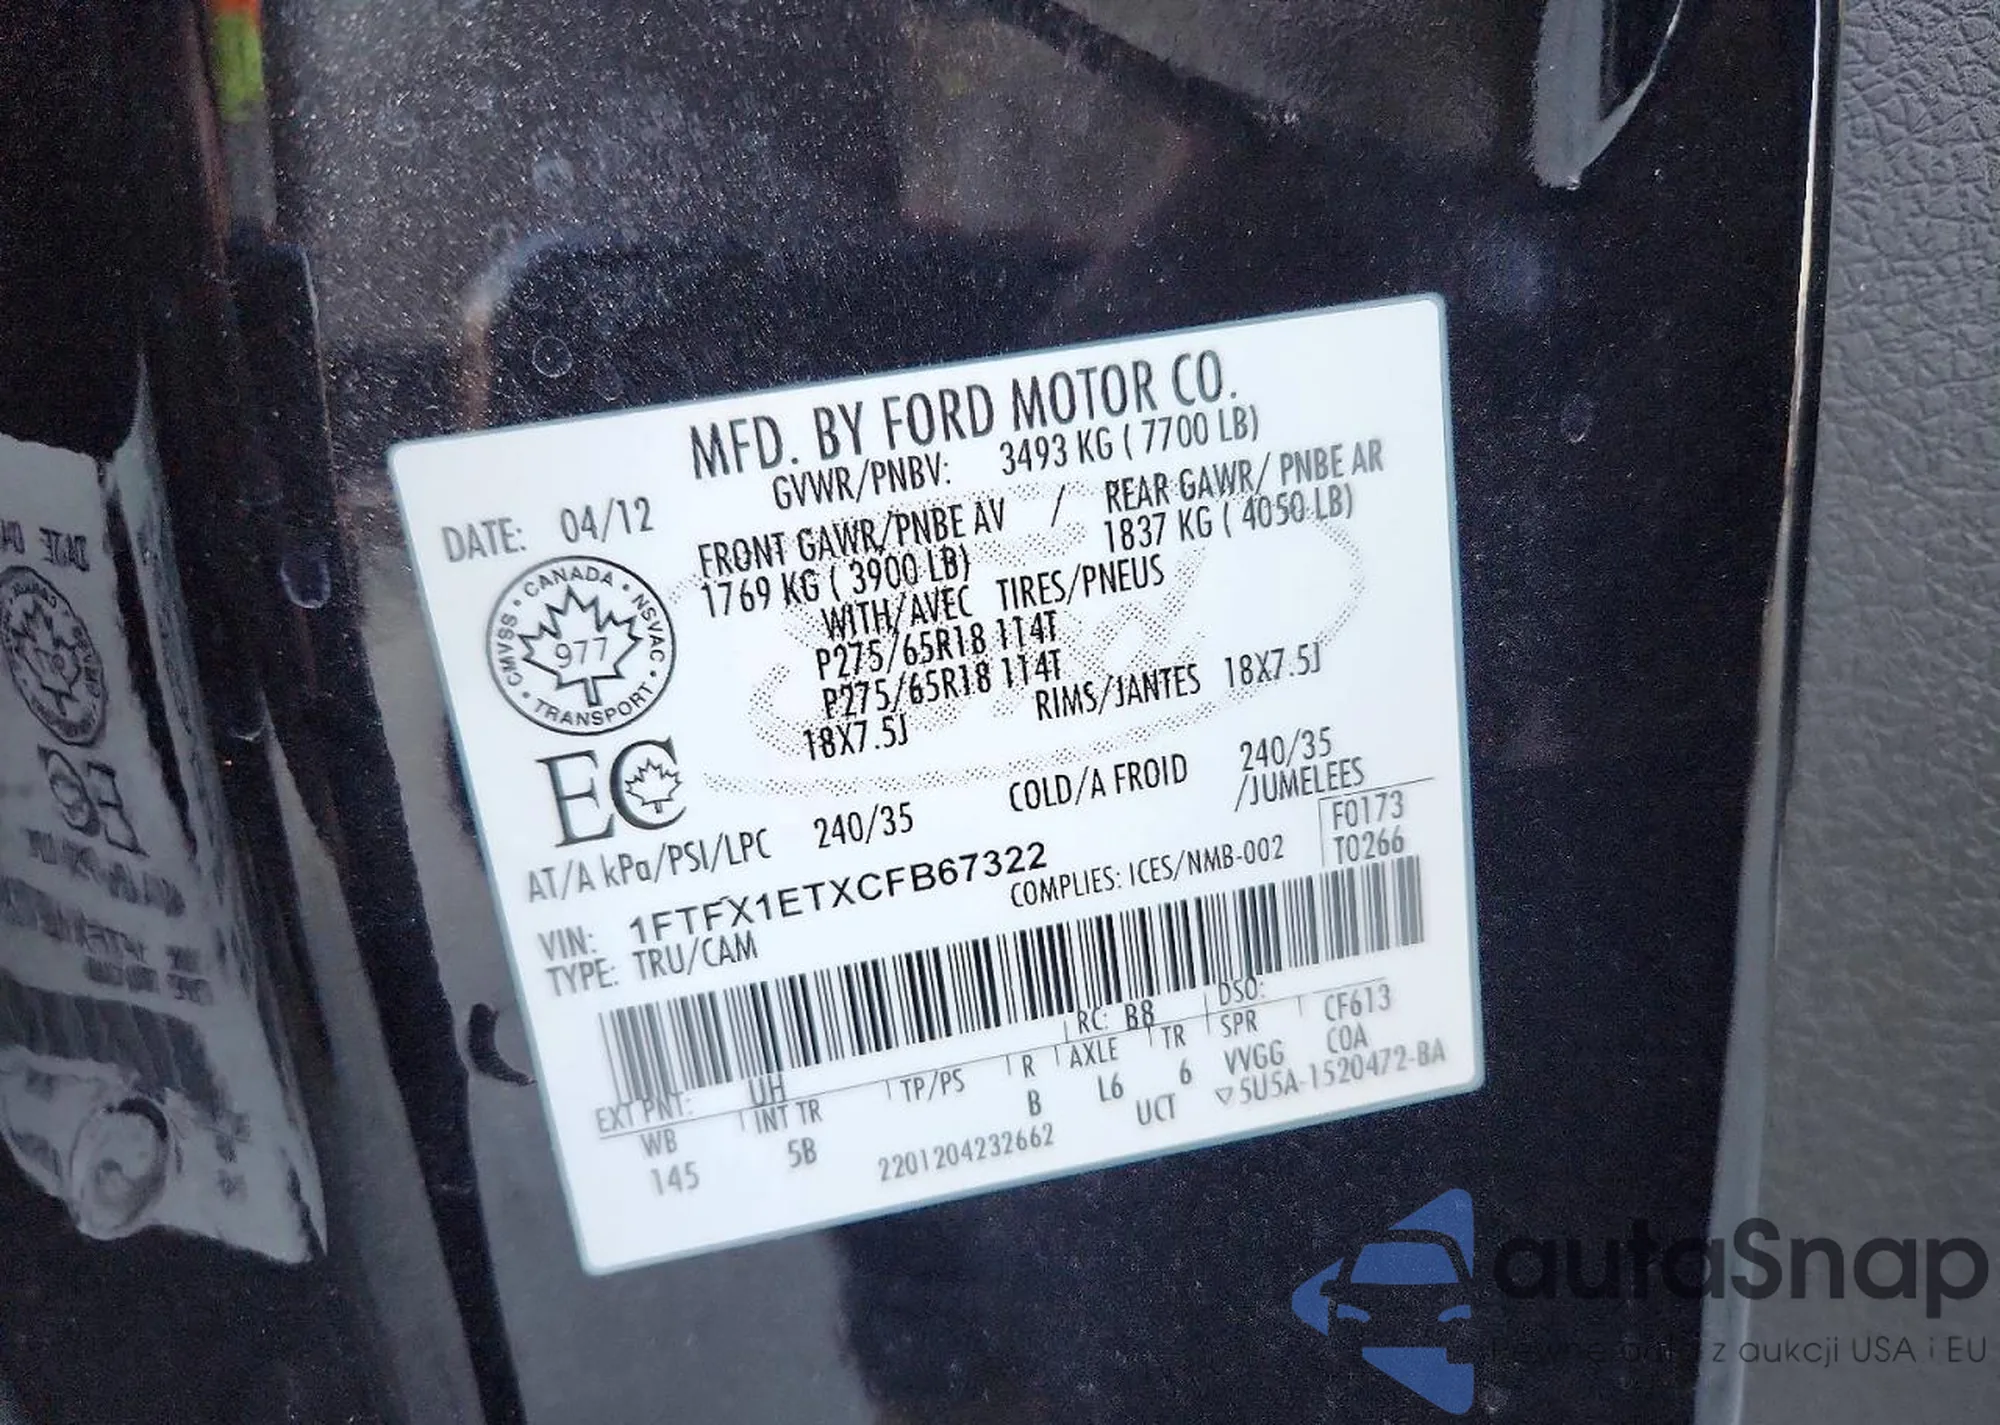 MFD. BY FORD MOTOR CO.
GVWR/PNBV: 3493 KG ( 7700 LB)
DATE: 04/12
FRONT GAWR/PNBE AV / REAR GAWR/ PNBE AR
1769 KG ( 3900 LB) 1837 KG ( 4050 LB)
WITH/AVEC TIRES/PNEUS
P275/65R18 114T
P275/65R18 114T
18X7.5J RIMS/JANTES 18X7.5J
CANADA • NSVAC • TRANSPORT • CMVSS •
977
EC
AT/A kPa/PSI/LPC 240/35 COLD/A FROID 240/35
/JUMELEES
VIN: 1FTFX1ETXCFB67322
F0173
T0266
TYPE: TRU/CAM
COMPLIES: ICES/NMB-002
EXT PNT: UH RC: B8 DSO:
WB INT TR TP/PS R AXLE TR SPR CF613
145 5B B L6 6 VVGG COA
2201204232662 UCT ▽5U5A-1520472-BA
autaSnap
z aukcji USA i EU